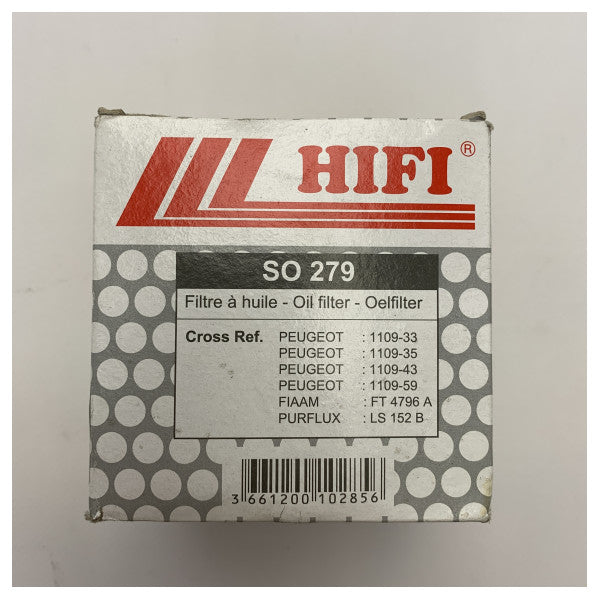 HIFI ®
SO 279
Filtre à huile - Oil filter - Oelfilter
Cross Ref. PEUGEOT : 1109-33
PEUGEOT : 1109-35
PEUGEOT : 1109-43
PEUGEOT : 1109-59
FIAAM : FT 4796 A
PURFLUX : LS 152 B
3 661200 102856